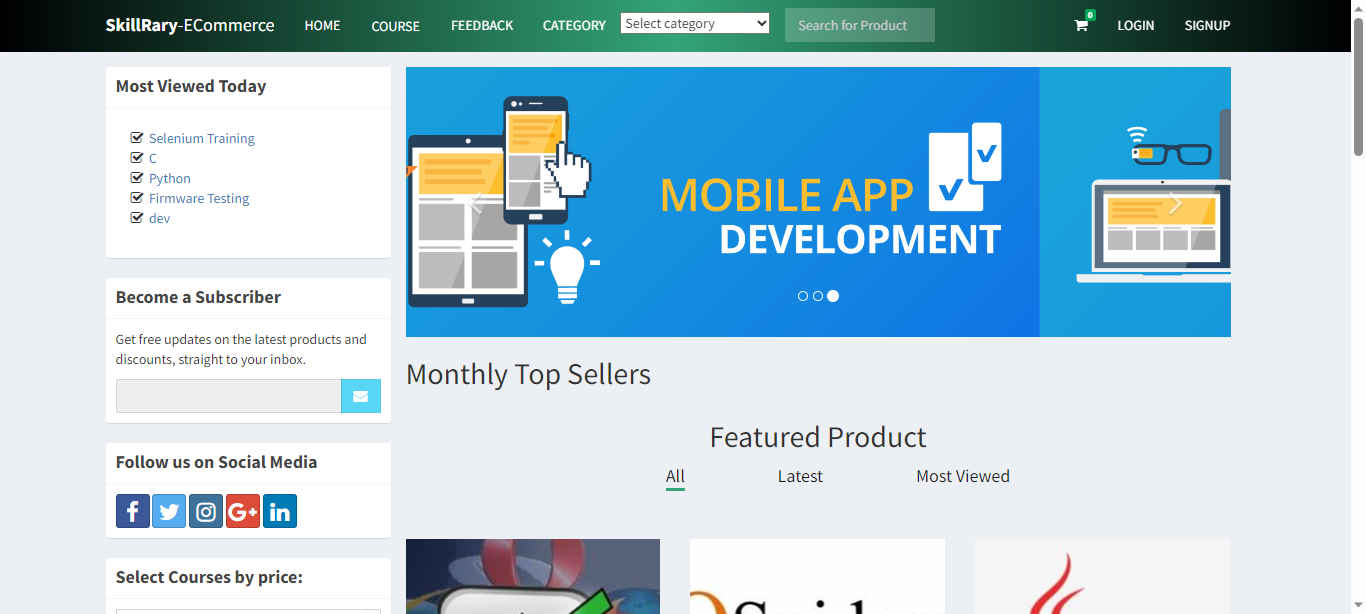 SkillRary-ECommerce HOME COURSE FEEDBACK CATEGORY Select category Search for Product 0 LOGIN SIGNUP
Most Viewed Today
Selenium Training
C
Python
Firmware Testing
dev
Become a Subscriber
Get free updates on the latest products and
discounts, straight to your inbox.
Follow us on Social Media
Select Courses by price:
MOBILE APP
DEVELOPMENT
Monthly Top Sellers
Featured Product
All Latest Most Viewed